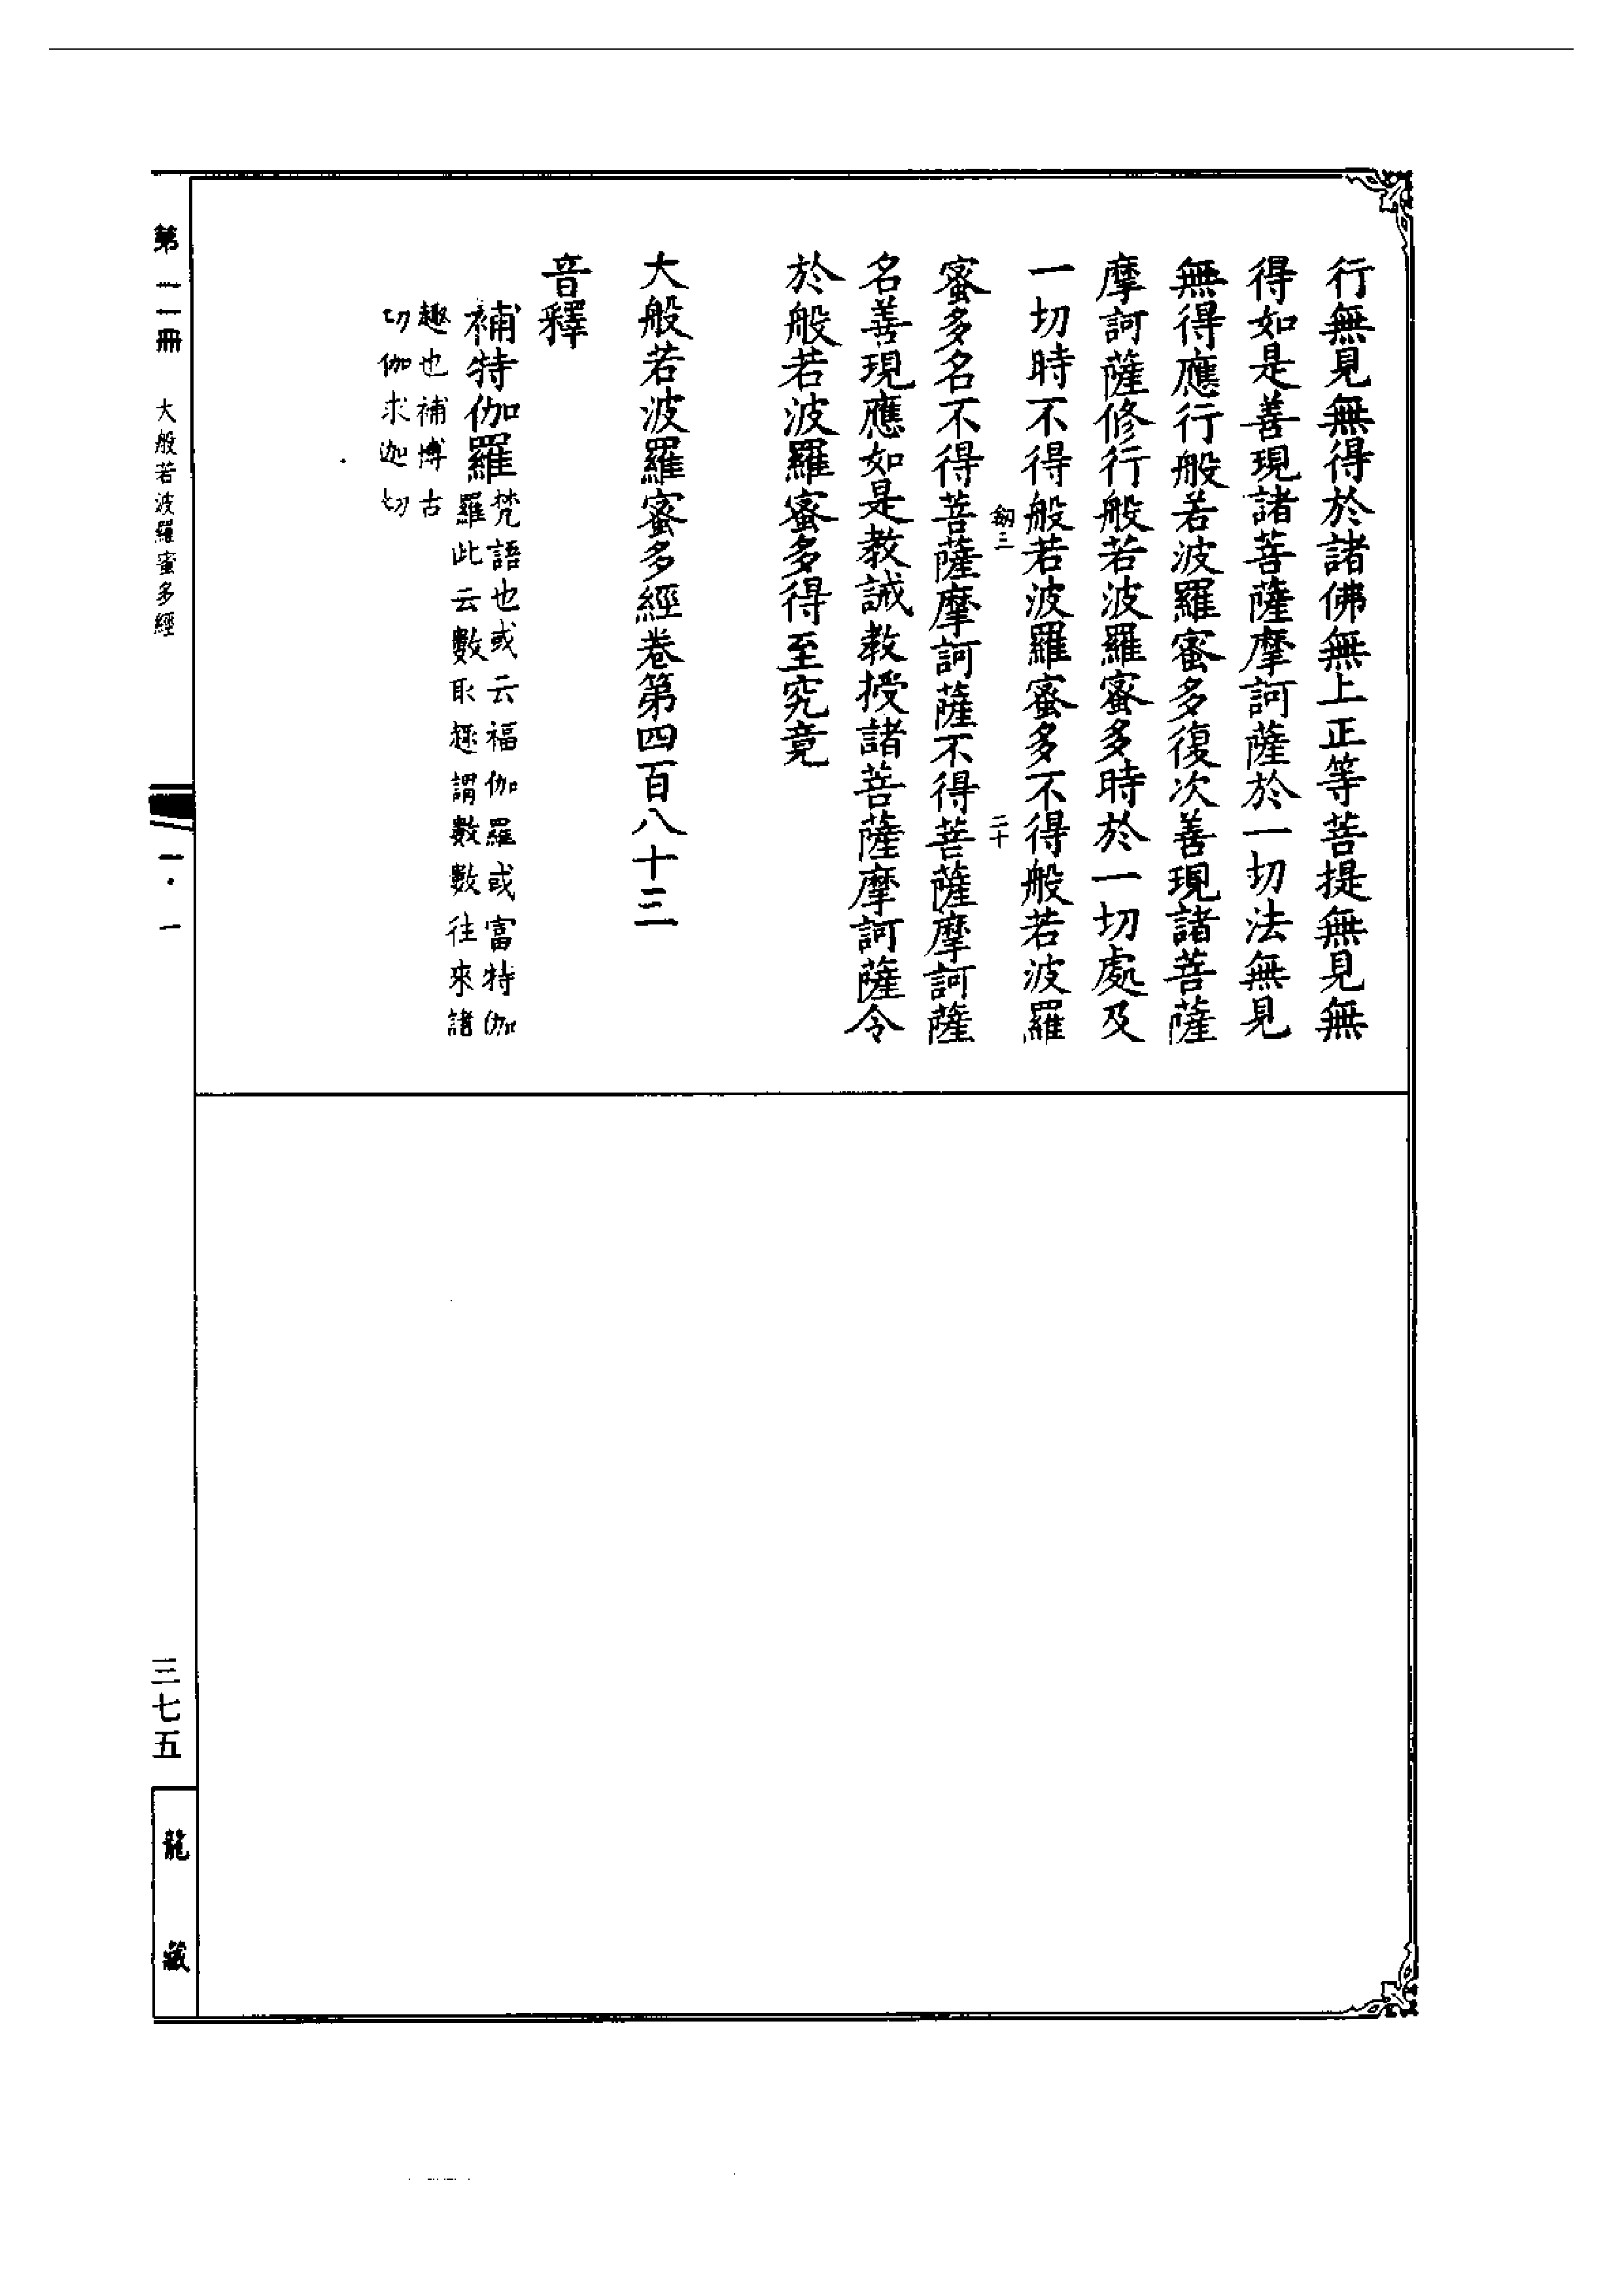 行無見無得於諸佛無上正等菩提無見無
得如是善現諸菩薩摩訶薩於一切法無見
無得應行般若波羅蜜多復次善現諸菩薩
摩訶薩修行般若波羅蜜多時於一切處及
一切時不得般若波羅蜜多不得般若波羅
二十
蜜多名不得菩薩摩訶薩不得菩薩摩訶薩
名善現應如是教誡教授諸菩薩摩訶薩令
於般若波羅蜜多得至究竟
大般若波羅蜜多經卷第四百八十三
音釋
補特伽羅
梵語也或云福伽羅或富特伽
羅此云數取趣謂數數往來諸
趣也補博古
切伽求迦切
大般若波羅蜜多經
三七五
龍藏